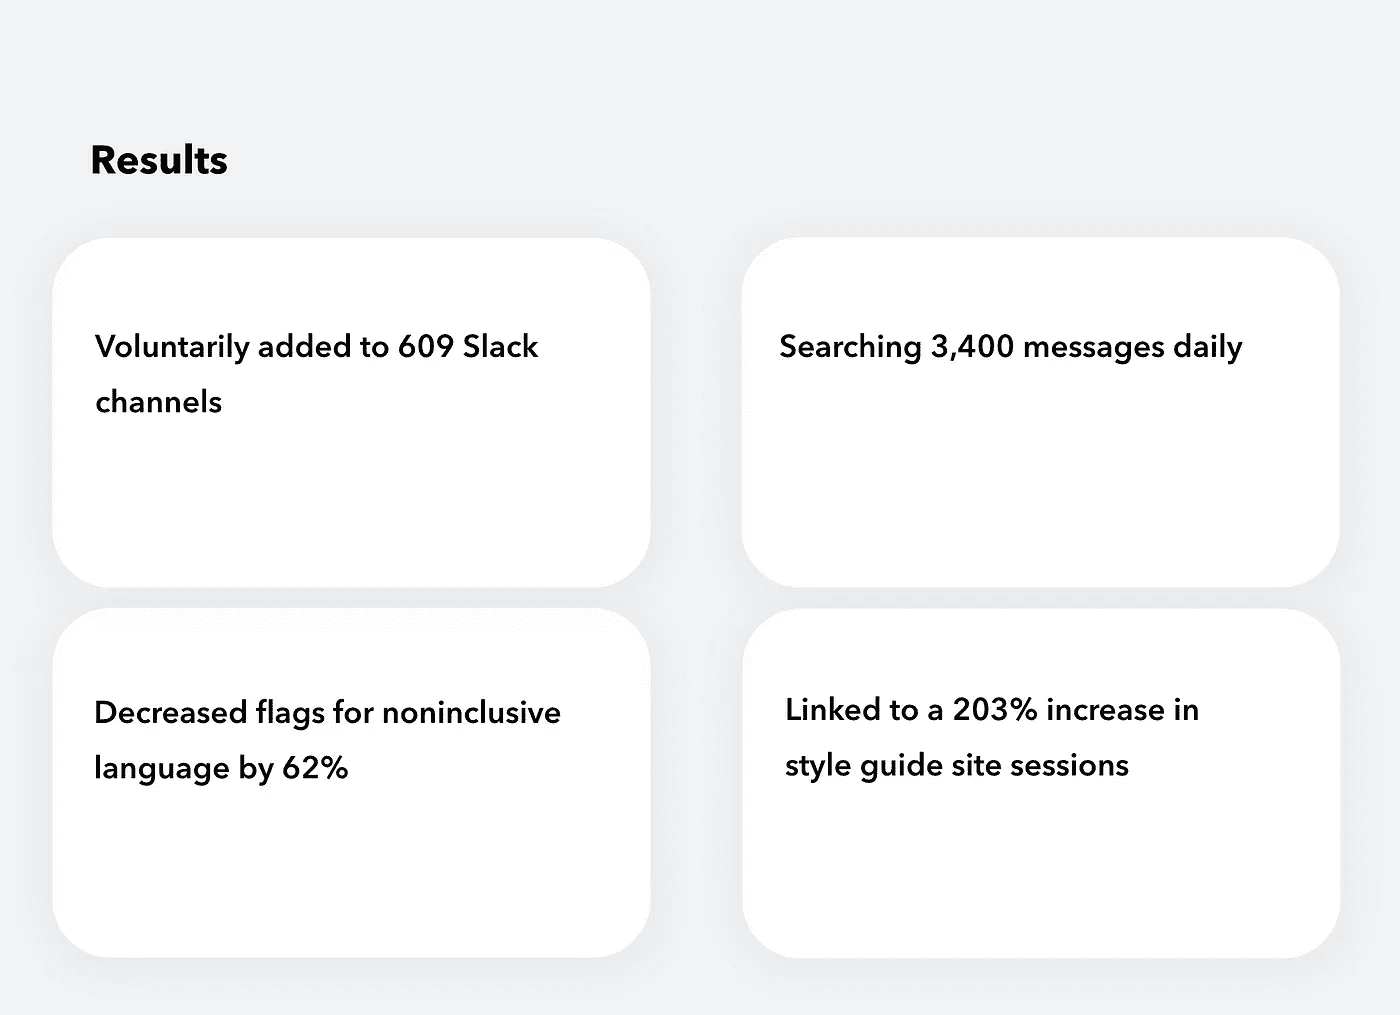 Results
Voluntarily added to 609 Slack
channels
Searching 3,400 messages daily
Decreased flags for noninclusive
language by 62%
Linked to a 203% increase in
style guide site sessions